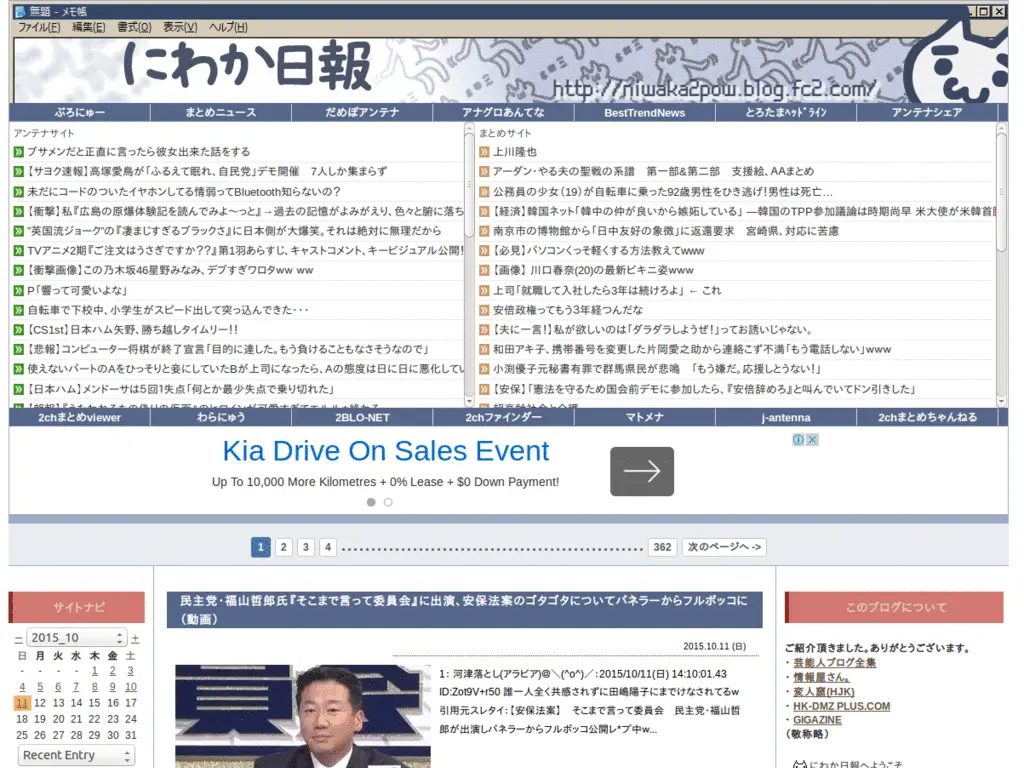 無題 - メモ帳
ファイル(F) 編集(E) 書式(O) 表示(V) ヘルプ(H)
にわか日報
http://niwaka2pow.blog.fc2.com/
ぶろにゅー まとめニュース だめぽアンテナ アナグロあんてな BestTrendNews とろたまヘッドライン アンテナシェア
アンテナサイト
ブサメンだと正直に言ったら彼女出来た話をする
【サヨク速報】高塚愛鳥が「ふるえて眠れ、自民党」デモ開催 7人しか集まらず
未だにコードのついたイヤホンしてる情弱ってBluetooth知らないの？
【衝撃】私『広島の原爆体験記を読んでみよ～っと』→過去の記憶がよみがえり、色々と腑に落ち
"英国流ジョーク"の『凄まじすぎるブラックさ』に日本側が大爆笑。それは絶対に無理だから
TVアニメ2期『ご注文はうさぎですか??』第1羽あらすじ、キャストコメント、キービジュアル公開！
【衝撃画像】この乃木坂46星野みなみ、デブすぎワロタww ww
P「響って可愛いよな」
自転車で下校中、小学生がスピード出して突っ込んできた・・・
【CS1st】日本ハム矢野、勝ち越しタイムリー！！
【悲報】コンピューター将棋が終了宣言「目的に達した。もう負けることもなさそうなので」
使えないパートのAをひっそりと妾にしていたBが上司になったら、Aの態度は日に日に悪化してい
【日本ハム】メンドーサは5回1失点「何とか最少失点で乗り切れた」
まとめサイト
上川隆也
アーダン・やる夫の聖戦の系譜 第一部&第二部 支援絵、AAまとめ
公務員の少女（19）が自転車に乗った92歳男性をひき逃げ！男性は死亡…
【経済】韓国ネット「韓中の仲が良いから嫉妬している」 ―韓国のTPP参加議論は時期尚早 米大使が米韓首
南京市の博物館から「日中友好の象徴」に返還要求 宮崎県、対応に苦慮
【必見】パソコンくっそ軽くする方法教えてwww
【画像】 川口春奈(20)の最新ビキニ姿www
上司「就職して入社したら3年は続けろよ」 ← これ
安倍政権ってもう3年経つんだな
【夫に一言！】私が欲しいのは「ダラダラしようぜ！」ってお誘いじゃない。
和田アキ子、携帯番号を変更した片岡愛之助から連絡こず不満「もう電話しない」www
小渕優子元秘書有罪で群馬県民が悲鳴 「もう嫌だ。応援しとうない！」
【安保】「憲法を守るため国会前デモに参加したら、『安倍辞めろ』と叫んでいてドン引きした」
2chまとめviewer わらにゅう 2BLO-NET 2chファインダー マトメナ j-antenna 2chまとめちゃんねる
Kia Drive On Sales Event
Up To 10,000 More Kilometres + 0% Lease + $0 Down Payment!
1 2 3 4 362 次のページへ ->
サイトナビ
－ 2015_10 ＋
日 月 火 水 木 金 土
- - - - 1 2 3
4 5 6 7 8 9 10
11 12 13 14 15 16 17
18 19 20 21 22 23 24
25 26 27 28 29 30 31
Recent Entry
民主党・福山哲郎氏『そこまで言って委員会』に出演、安保法案のゴタゴタについてパネラーからフルボッコに
（動画）
2015.10.11 (日)
1: 河津落とし(アラビア)@＼(^o^)／ :2015/10/11(日) 14:10:01.43
ID:Zot9V+r50 誰一人全く共感されずに田嶋陽子にまでけなされてるw
引用元スレタイ:【安保法案】 そこまで言って委員会 民主党・福山哲
郎が出演しパネラーからフルボッコ公開レ*プ中w...
このブログについて
ご紹介頂きました。ありがとうございます。
・芸能人ブログ全集
・情報屋さん。
・変人窟(HJK)
・HK-DMZ PLUS.COM
・GIGAZINE
（敬称略）
にわか日報へようこそ